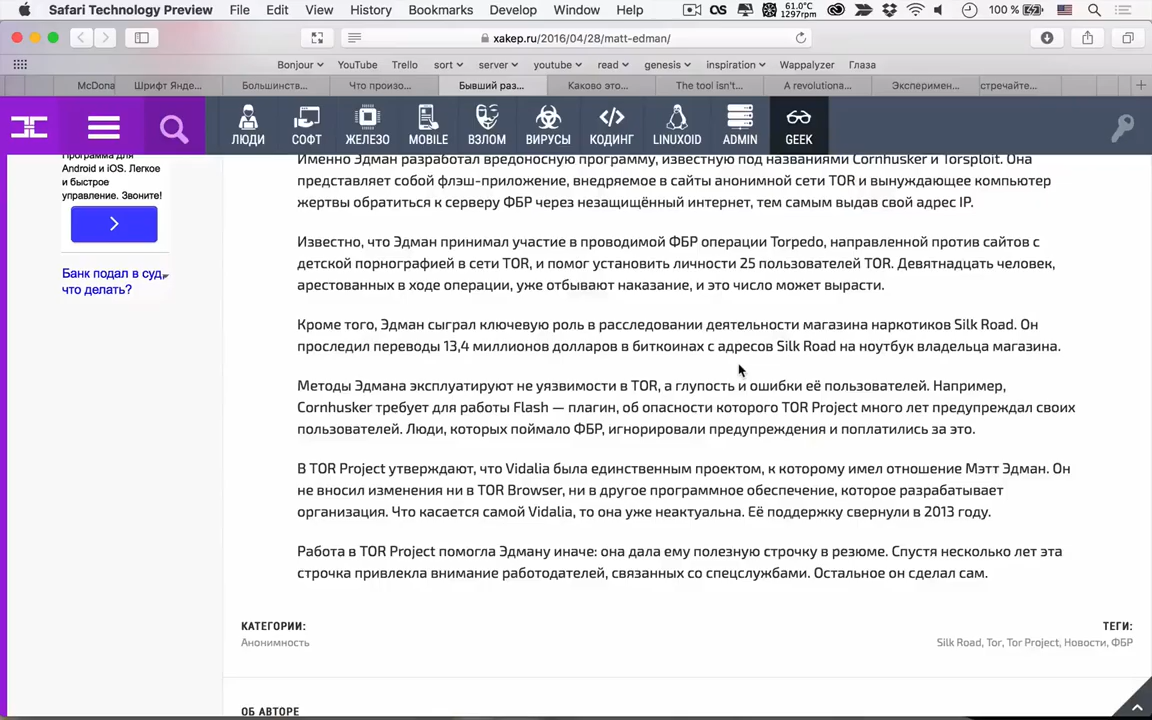 Safari Technology Preview File Edit View History Bookmarks Develop Window Help 61.0°C 1297rpm 100 %
xakep.ru/2016/04/28/matt-edman/
Bonjour YouTube Trello sort server youtube read genesis inspiration Wappalyzer Глаза
McDona Шрифт Янде... Большинств... Что произо... Бывший раз... Каково это... The tool isn't... A revolutiona... Эксперимен... стречайте...
ЛЮДИ СОФТ ЖЕЛЕЗО MOBILE ВЗЛОМ ВИРУСЫ КОДИНГ LINUXOID ADMIN GEEK
Программа для
Android и iOS. Легкое
и быстрое
управление. Звоните!
Банк подал в суд,
что делать?
Именно Эдман разработал вредоносную программу, известную под названиями Cornhusker и Torsploit. Она
представляет собой флэш-приложение, внедряемое в сайты анонимной сети TOR и вынуждающее компьютер
жертвы обратиться к серверу ФБР через незащищённый интернет, тем самым выдав свой адрес IP.
Известно, что Эдман принимал участие в проводимой ФБР операции Torpedo, направленной против сайтов с
детской порнографией в сети TOR, и помог установить личности 25 пользователей TOR. Девятнадцать человек,
арестованных в ходе операции, уже отбывают наказание, и это число может вырасти.
Кроме того, Эдман сыграл ключевую роль в расследовании деятельности магазина наркотиков Silk Road. Он
проследил переводы 13,4 миллионов долларов в биткоинах с адресов Silk Road на ноутбук владельца магазина.
Методы Эдмана эксплуатируют не уязвимости в TOR, а глупость и ошибки её пользователей. Например,
Cornhusker требует для работы Flash — плагин, об опасности которого TOR Project много лет предупреждал своих
пользователей. Люди, которых поймало ФБР, игнорировали предупреждения и поплатились за это.
В TOR Project утверждают, что Vidalia была единственным проектом, к которому имел отношение Мэтт Эдман. Он
не вносил изменения ни в TOR Browser, ни в другое программное обеспечение, которое разрабатывает
организация. Что касается самой Vidalia, то она уже неактуальна. Её поддержку свернули в 2013 году.
Работа в TOR Project помогла Эдману иначе: она дала ему полезную строчку в резюме. Спустя несколько лет эта
строчка привлекла внимание работодателей, связанных со спецслужбами. Остальное он сделал сам.
КАТЕГОРИИ: ТЕГИ:
Анонимность Silk Road, Tor, Tor Project, Новости, ФБР
ОБ АВТОРЕ